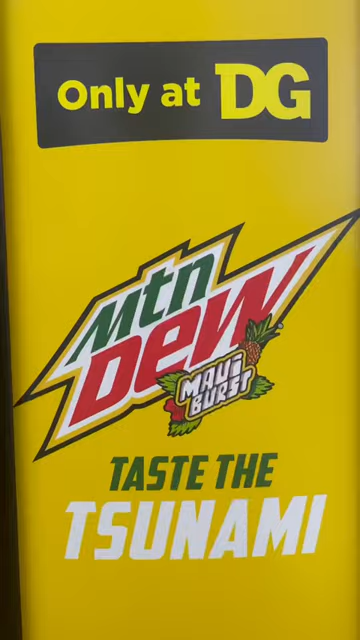 Only at DG
Mtn
Dew
MAUI
BURST
TASTE THE
TSUNAMI